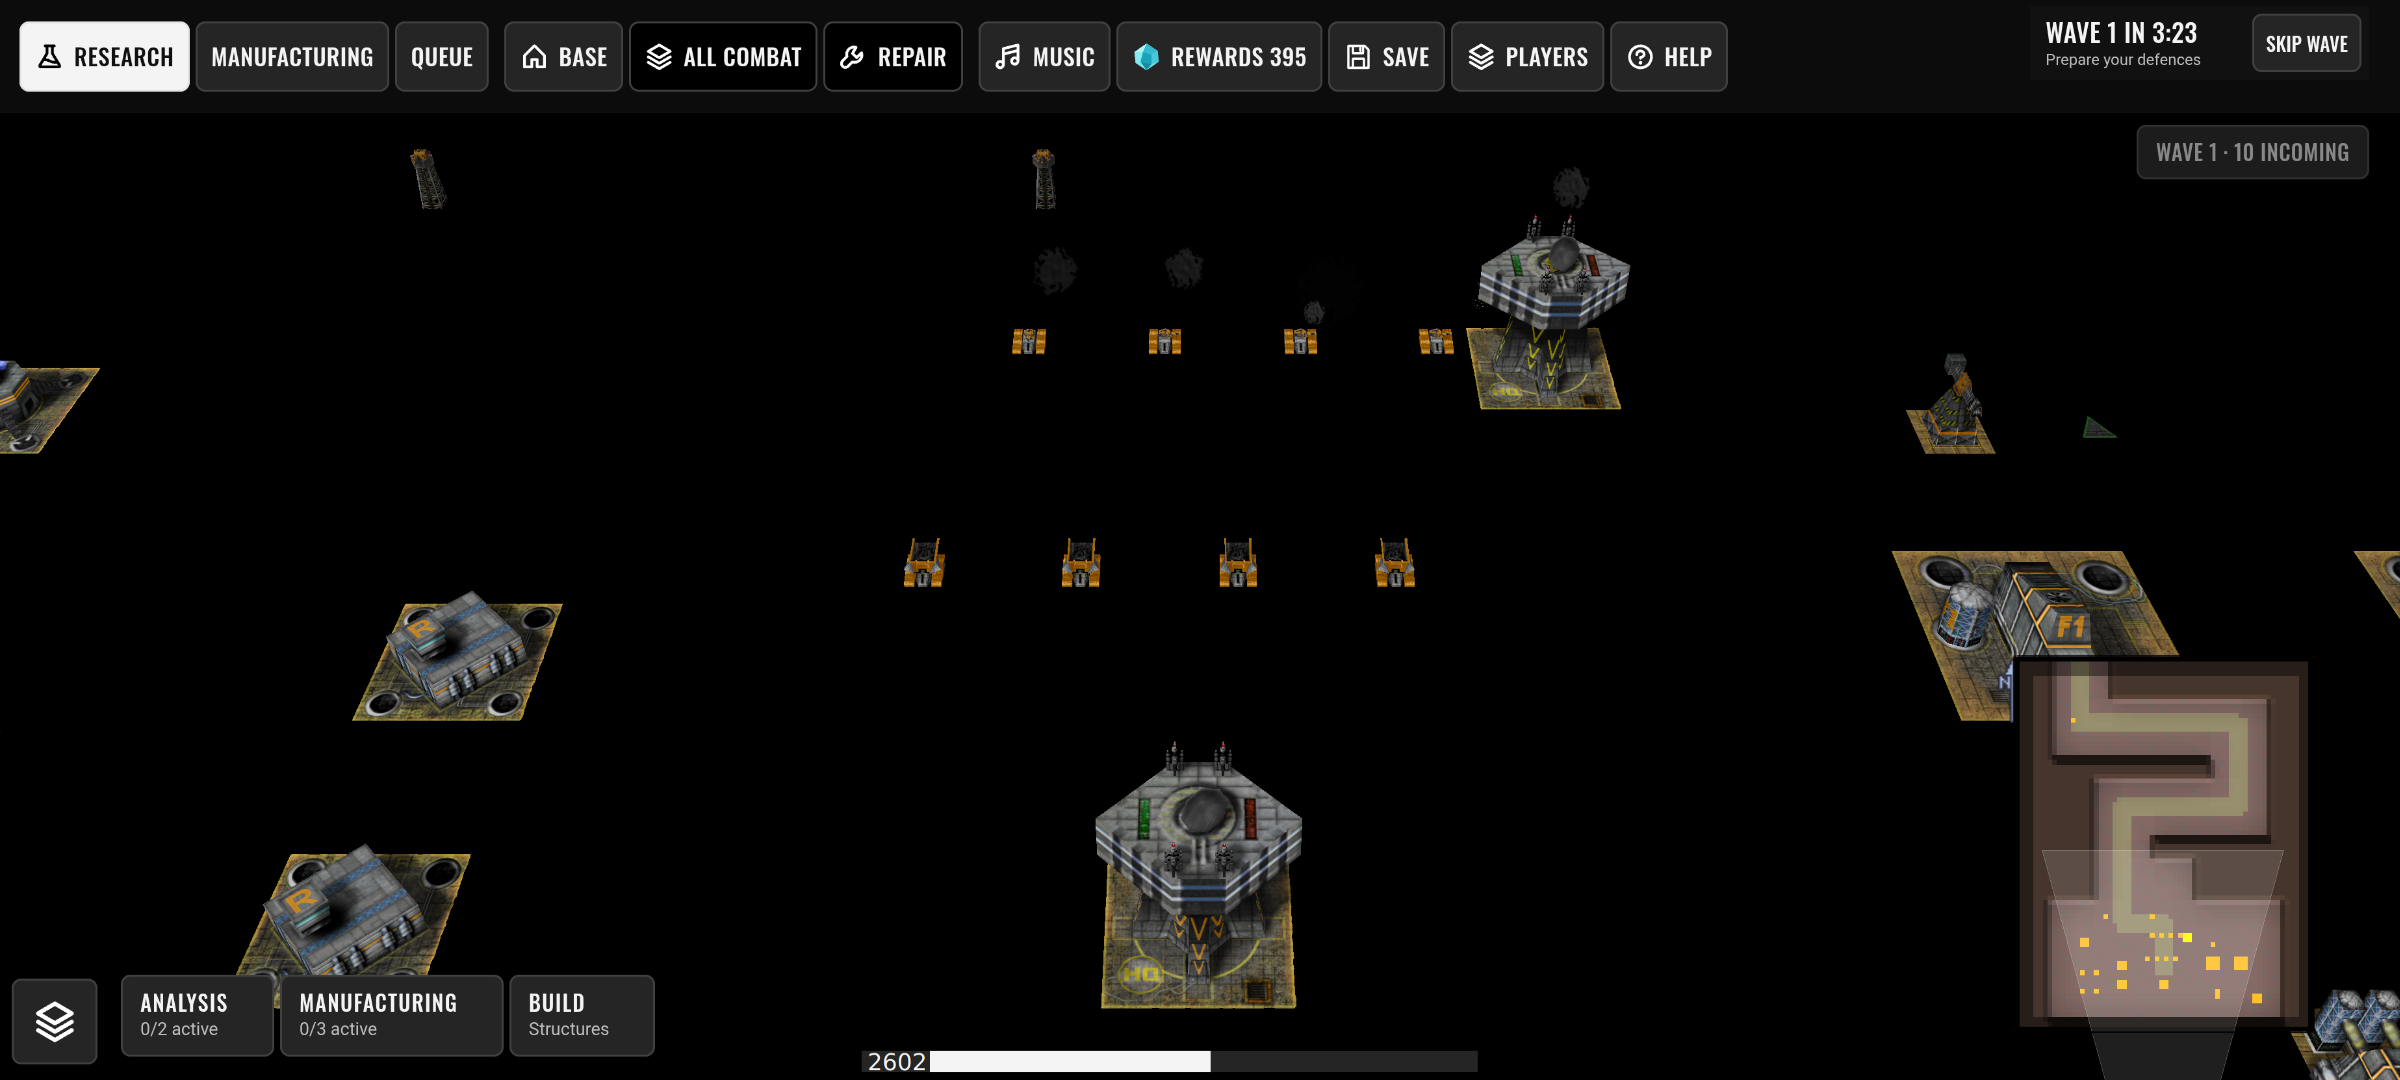 RESEARCH
MANUFACTURING
QUEUE
BASE
ALL COMBAT
REPAIR
MUSIC
REWARDS 395
SAVE
PLAYERS
HELP
WAVE 1 IN 3:23
Prepare your defences
SKIP WAVE
WAVE 1 · 10 INCOMING
HQ
R
F1
N
R
HQ
ANALYSIS
0/2 active
MANUFACTURING
0/3 active
BUILD
Structures
2602